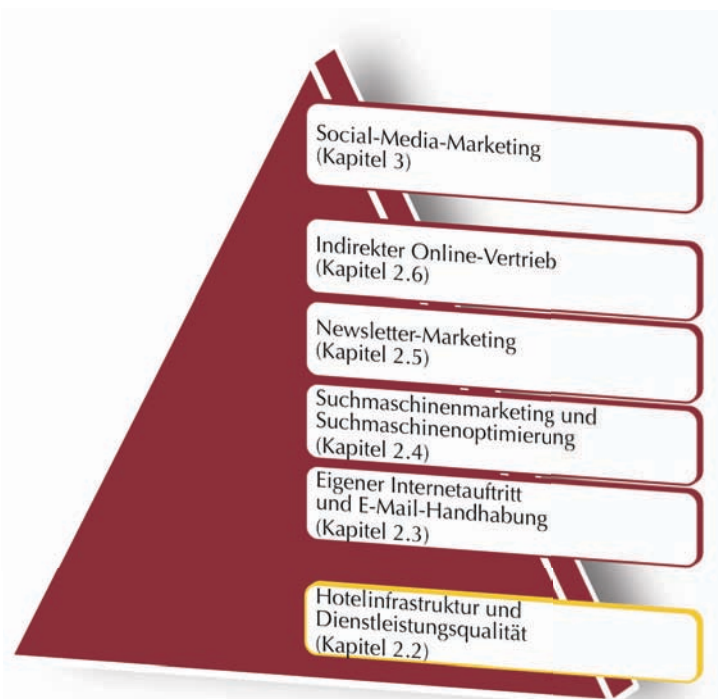 Social-Media-Marketing
(Kapitel 3)
Indirekter Online-Vertrieb
(Kapitel 2.6)
Newsletter-Marketing
(Kapitel 2.5)
Suchmaschinenmarketing und
Suchmaschinenoptimierung
(Kapitel 2.4)
Eigener Internetauftritt
und E-Mail-Handhabung
(Kapitel 2.3)
Hotelinfrastruktur und
Dienstleistungsqualität
(Kapitel 2.2)